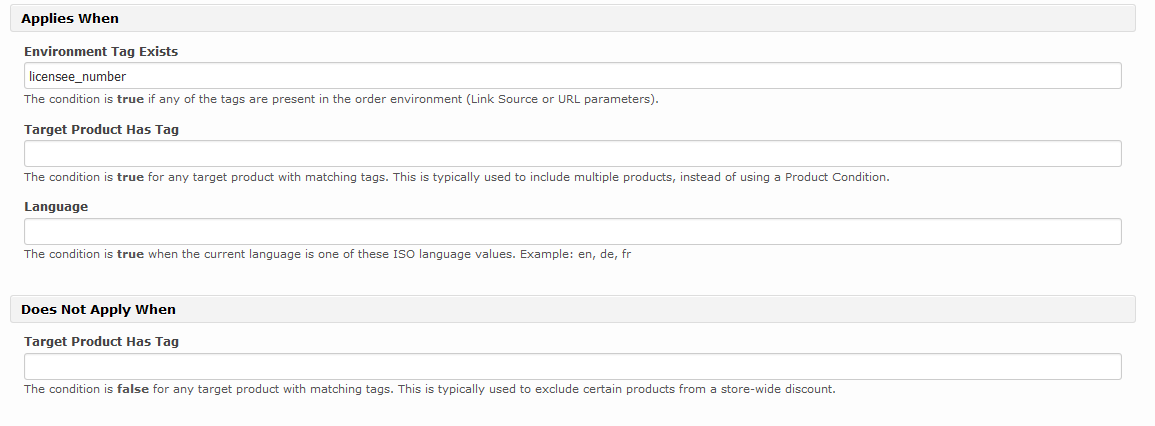 Applies When
Environment Tag Exists
licensee_number
The condition is true if any of the tags are present in the order environment (Link Source or URL parameters).
Target Product Has Tag
The condition is true for any target product with matching tags. This is typically used to include multiple products, instead of using a Product Condition.
Language
The condition is true when the current language is one of these ISO language values. Example: en, de, fr
Does Not Apply When
Target Product Has Tag
The condition is false for any target product with matching tags. This is typically used to exclude certain products from a store-wide discount.